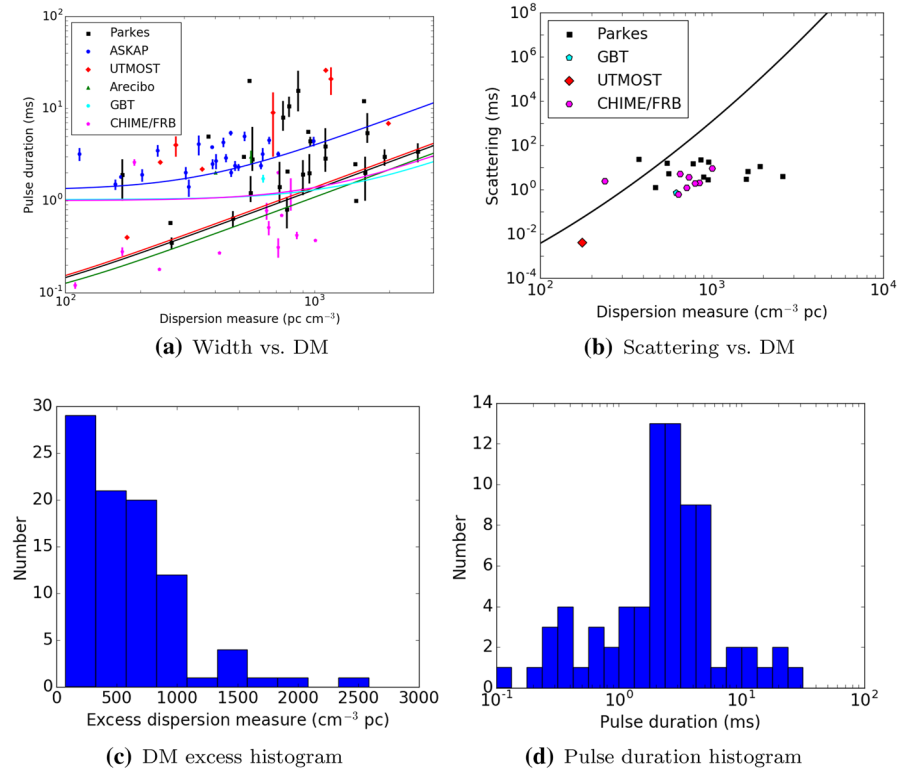 10²
Parkes
ASKAP
UTMOST
Arecibo
GBT
CHIME/FRB
Pulse duration (ms)
10¹
10⁰
10⁻¹
10²
10³
Dispersion measure (pc cm⁻³)
(a) Width vs. DM
10⁸
Parkes
GBT
UTMOST
CHIME/FRB
10⁶
10⁴
Scattering (ms)
10²
10⁰
10⁻²
10⁻⁴
10²
10³
10⁴
Dispersion measure (cm⁻³ pc)
(b) Scattering vs. DM
30
25
20
Number
15
10
5
0
0
500
1000
1500
2000
2500
3000
Excess dispersion measure (cm⁻³ pc)
(c) DM excess histogram
14
12
10
8
Number
6
4
2
0
10⁻¹
10⁰
10¹
10²
Pulse duration (ms)
(d) Pulse duration histogram